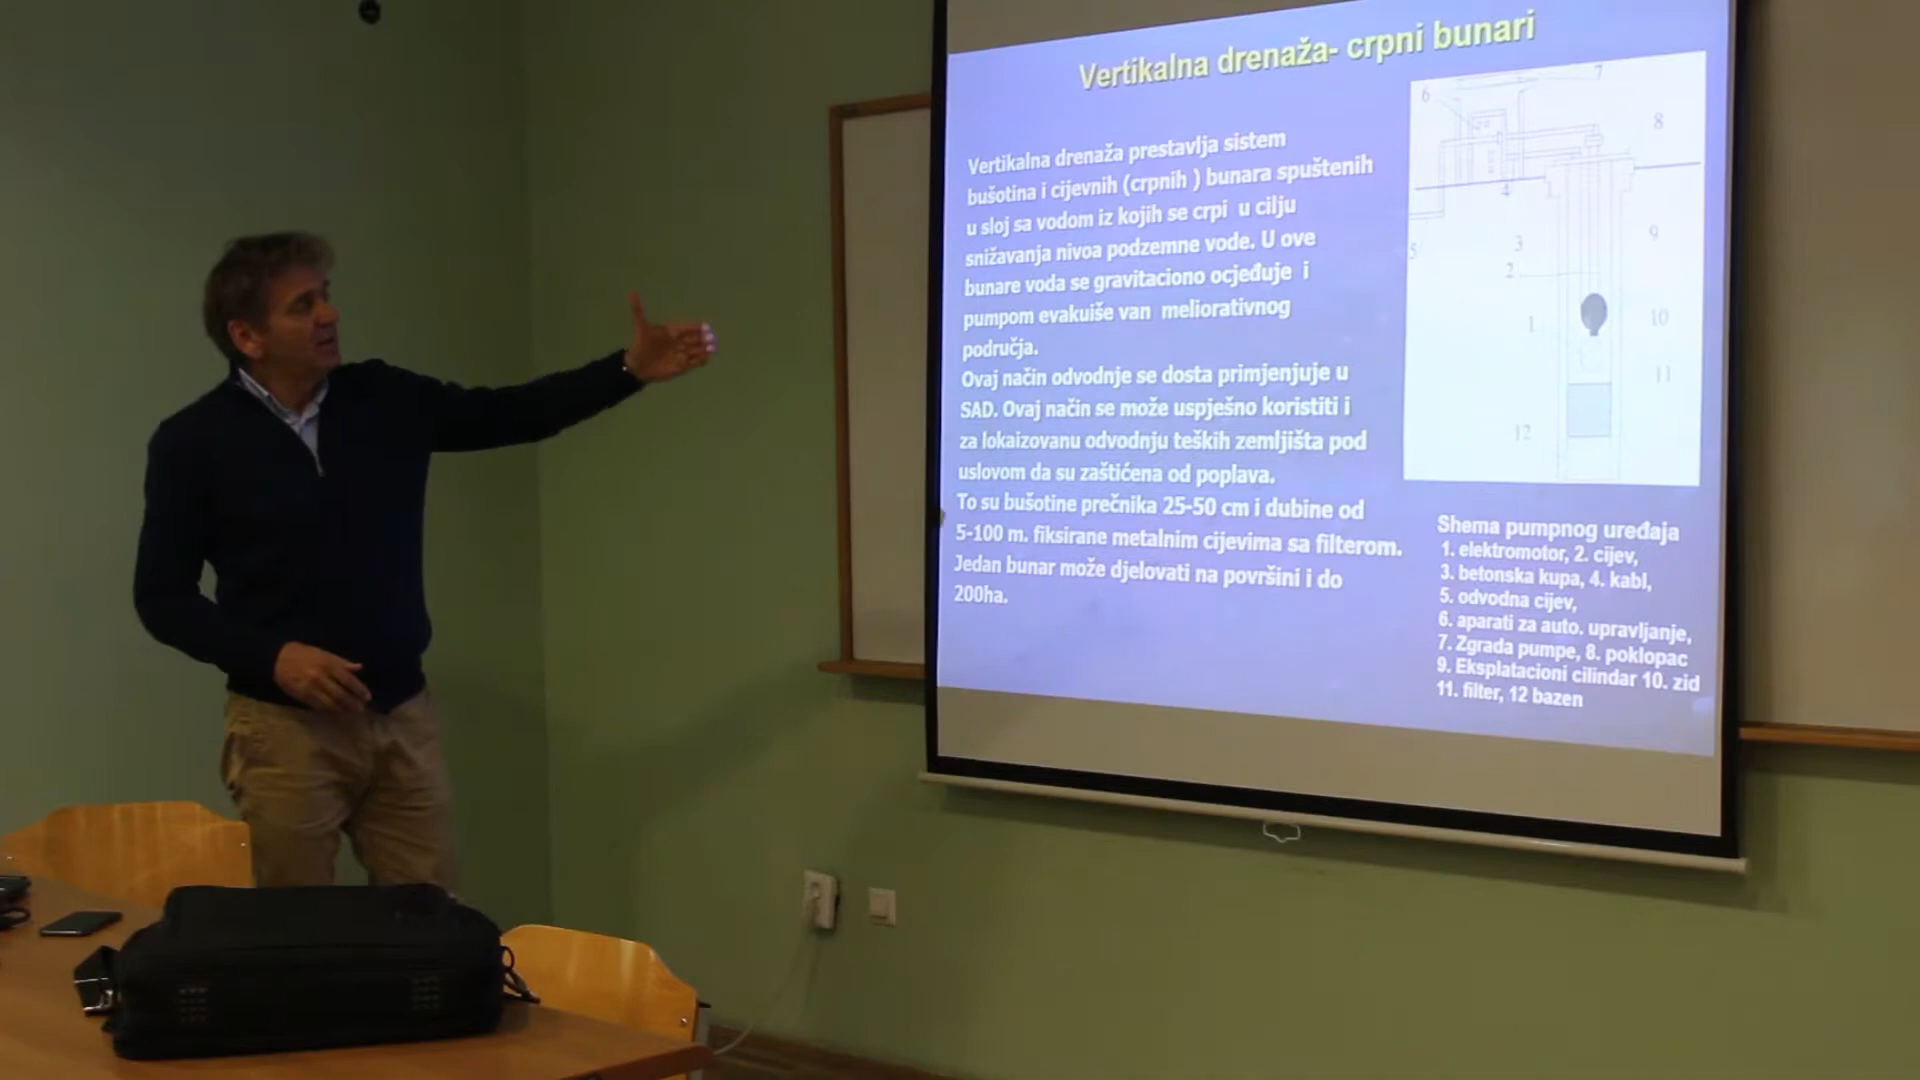 Vertikalna drenaža- crpni bunari
Vertikalna drenaža prestavlja sistem
bušotina i cijevnih (crpnih ) bunara spuštenih
u sloj sa vodom iz kojih se crpi u cilju
snižavanja nivoa podzemne vode. U ove
bunare voda se gravitaciono ocjeđuje i
pumpom evakuiše van meliorativnog
područja.
Ovaj način odvodnje se dosta primjenjuje u
SAD. Ovaj način se može uspješno koristiti i
za lokaizovanu odvodnju teških zemljišta pod
uslovom da su zaštićena od poplava.
To su bušotine prečnika 25-50 cm i dubine od
5-100 m. fiksirane metalnim cijevima sa filterom.
Jedan bunar može djelovati na površini i do
200ha.
7
6
8
4
5
3
9
2
1
10
11
12
Shema pumpnog uređaja
1. elektromotor, 2. cijev,
3. betonska kupa, 4. kabl,
5. odvodna cijev,
6. aparati za auto. upravljanje,
7. Zgrada pumpe, 8. poklopac
9. Eksplatacioni cilindar 10. zid
11. filter, 12 bazen